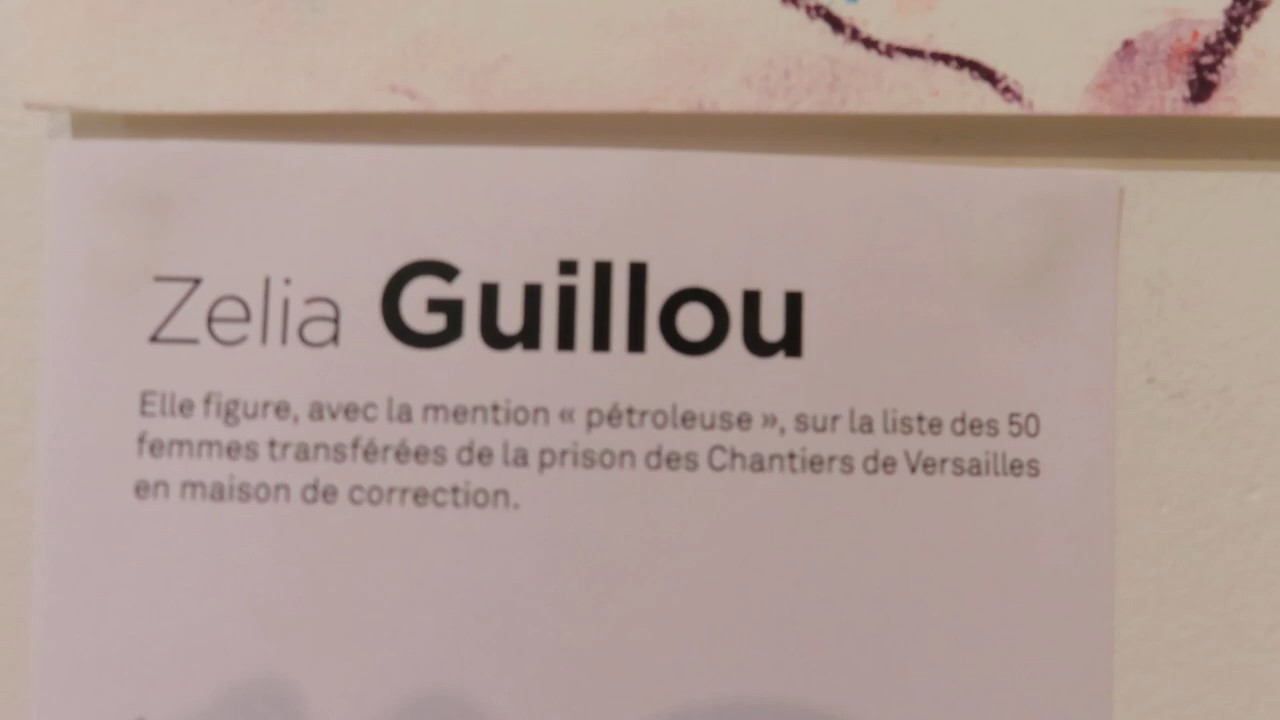 Zelia Guillou
Elle figure, avec la mention « pétroleuse », sur la liste des 50
femmes transférées de la prison des Chantiers de Versailles
en maison de correction.